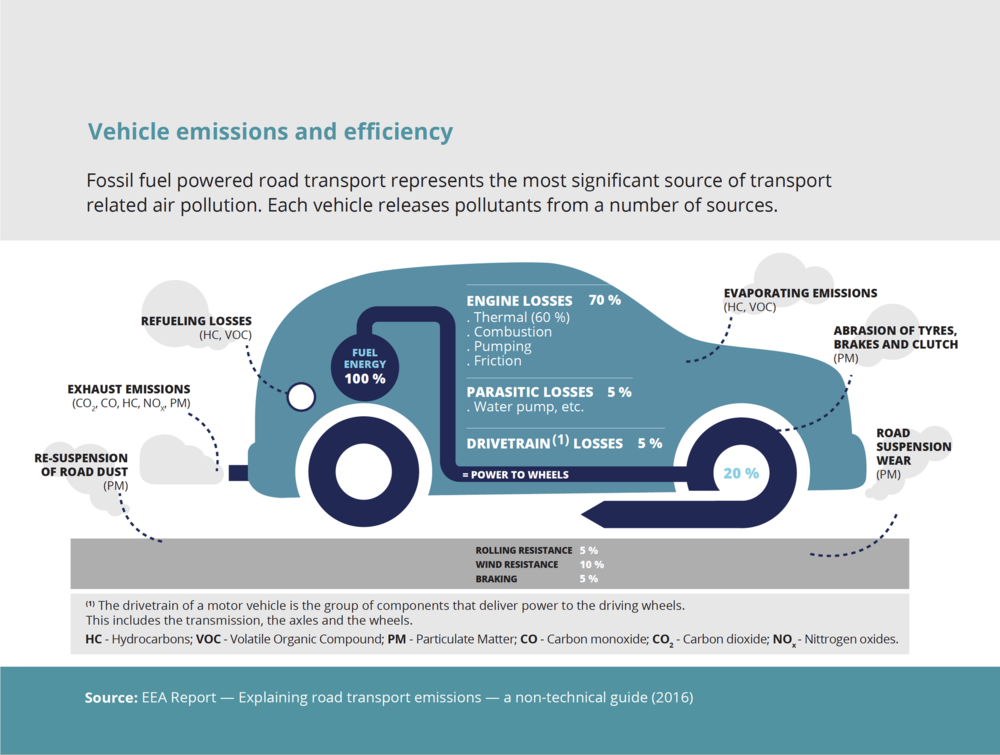 Vehicle emissions and efficiency
Fossil fuel powered road transport represents the most significant source of transport
related air pollution. Each vehicle releases pollutants from a number of sources.
REFUELING LOSSES
(HC, VOC)
EXHAUST EMISSIONS
(CO₂, CO, HC, NOₓ, PM)
RE-SUSPENSION
OF ROAD DUST
(PM)
FUEL
ENERGY
100 %
ENGINE LOSSES 70 %
. Thermal (60 %)
. Combustion
. Pumping
. Friction
PARASITIC LOSSES 5 %
. Water pump, etc.
DRIVETRAIN⁽¹⁾ LOSSES 5 %
= POWER TO WHEELS
20 %
EVAPORATING EMISSIONS
(HC, VOC)
ABRASION OF TYRES,
BRAKES AND CLUTCH
(PM)
ROAD
SUSPENSION
WEAR
(PM)
ROLLING RESISTANCE 5 %
WIND RESISTANCE 10 %
BRAKING 5 %
⁽¹⁾ The drivetrain of a motor vehicle is the group of components that deliver power to the driving wheels.
This includes the transmission, the axles and the wheels.
HC - Hydrocarbons; VOC - Volatile Organic Compound; PM - Particulate Matter; CO - Carbon monoxide; CO₂ - Carbon dioxide; NOₓ - Nittrogen oxides.
Source: EEA Report — Explaining road transport emissions — a non-technical guide (2016)